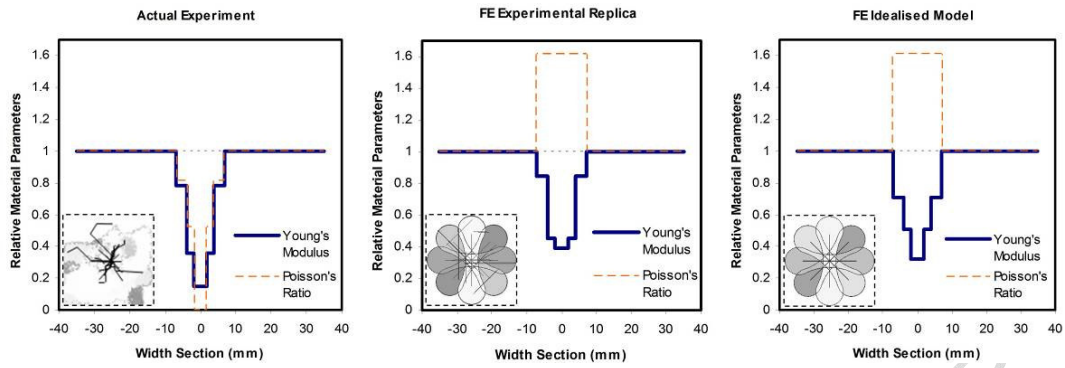 Actual Experiment
Relative Material Parameters
1.6
1.4
1.2
1
0.8
0.6
0.4
0.2
0
Young's
Modulus
Poisson's
Ratio
-40 -30 -20 -10 0 10 20 30 40
Width Section (mm)
FE Experimental Replica
Relative Material Parameters
1.6
1.4
1.2
1
0.8
0.6
0.4
0.2
0
Young's
Modulus
Poisson's
Ratio
-40 -30 -20 -10 0 10 20 30 40
Width Section (mm)
FE Idealised Model
Relative Material Parameters
1.6
1.4
1.2
1
0.8
0.6
0.4
0.2
0
Young's
Modulus
Poisson's
Ratio
-40 -30 -20 -10 0 10 20 30 40
Width Section (mm)